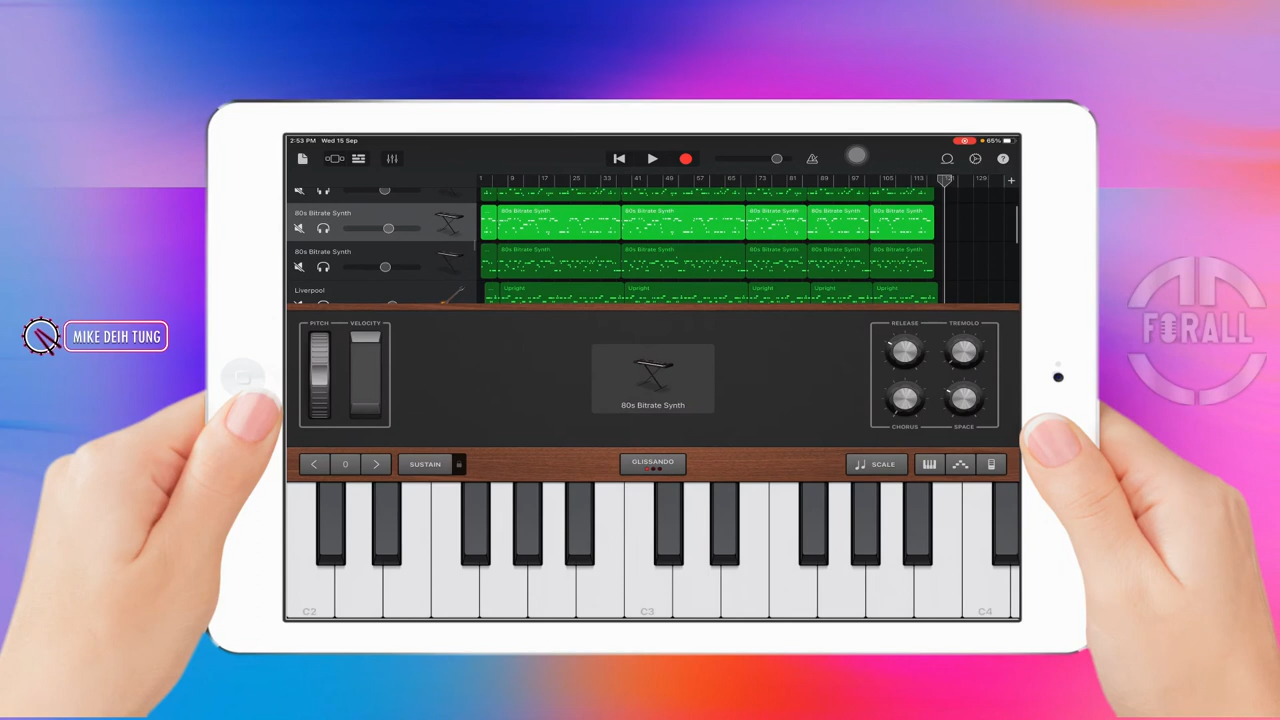 2:53 PM Wed 15 Sep
65%
1 9 17 25 33 41 49 57 65 73 81 89 97 105 113 121 129
80s Bitrate Synth
80s Bitrate Synth 80s Bitrate Synth 80s Bitrate Synth 80s Bitrate Synth 80s Bitrate Synth
80s Bitrate Synth
80s Bitrate Synth 80s Bitrate Synth 80s Bitrate Synth 80s Bitrate Synth 80s Bitrate Synth
Liverpool
Upright Upright Upright Upright Upright
PITCH VELOCITY
RELEASE TREMOLO
80s Bitrate Synth
CHORUS SPACE
0
SUSTAIN
GLISSANDO
SCALE
C2 C3 C4
MIKE DEIH TUNG
FORALL